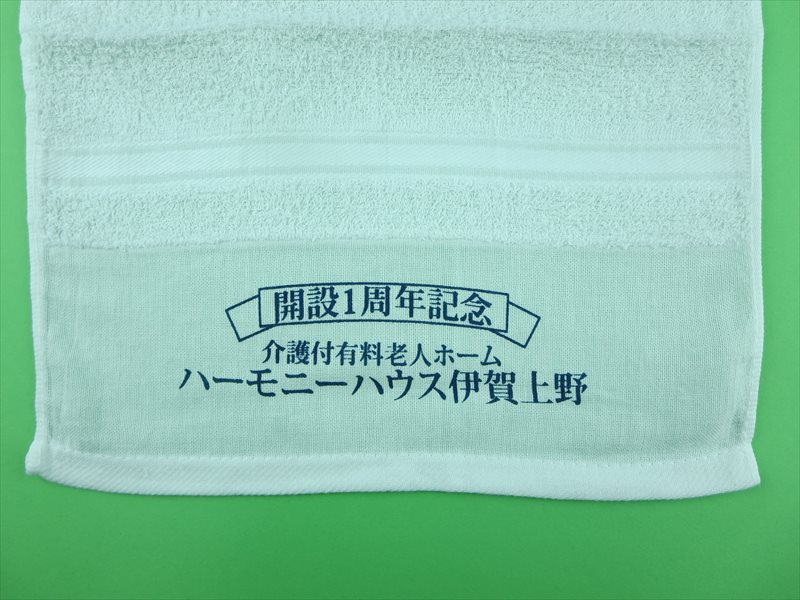 開設1周年記念
介護付有料老人ホーム
ハーモニーハウス伊賀上野